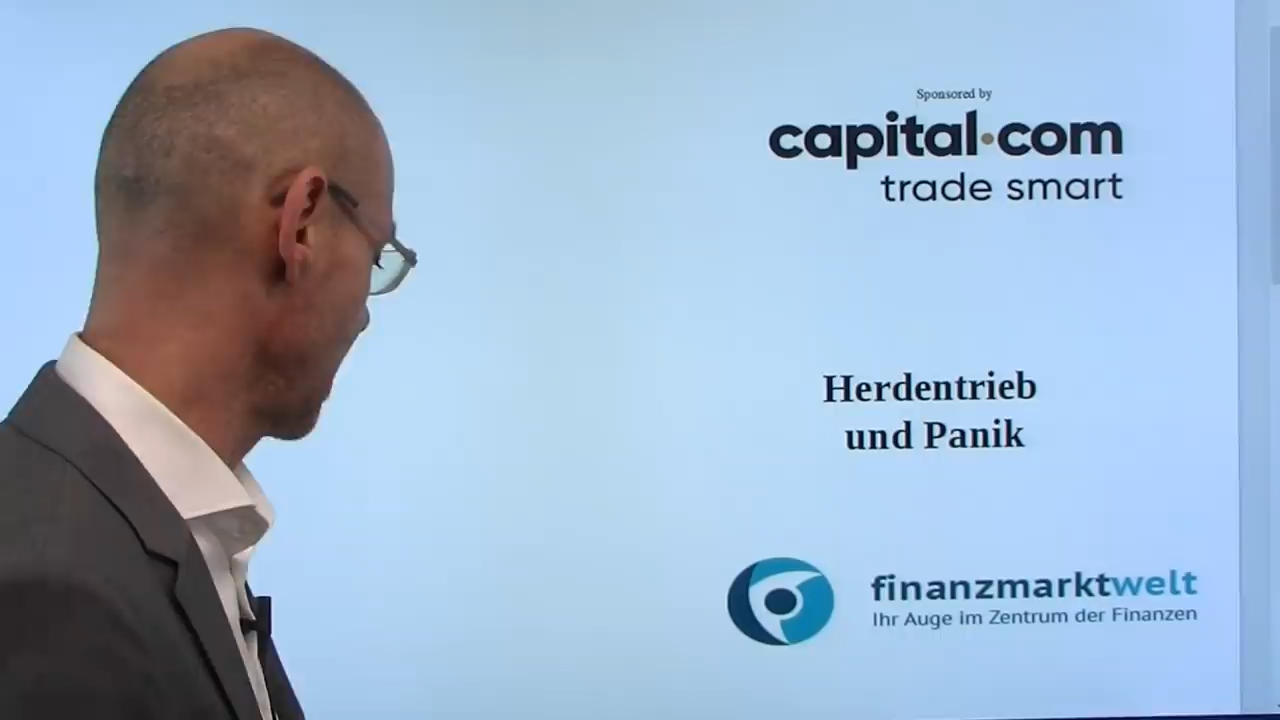 Sponsored by
capital.com
trade smart
Herdentrieb
und Panik
finanzmarktwelt
Ihr Auge im Zentrum der Finanzen